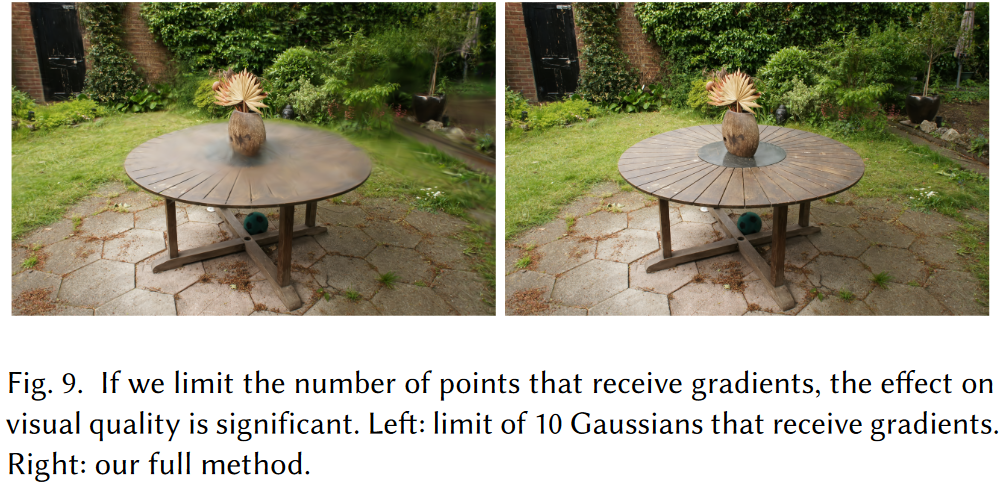 Fig. 9. If we limit the number of points that receive gradients, the effect on
visual quality is significant. Left: limit of 10 Gaussians that receive gradients.
Right: our full method.